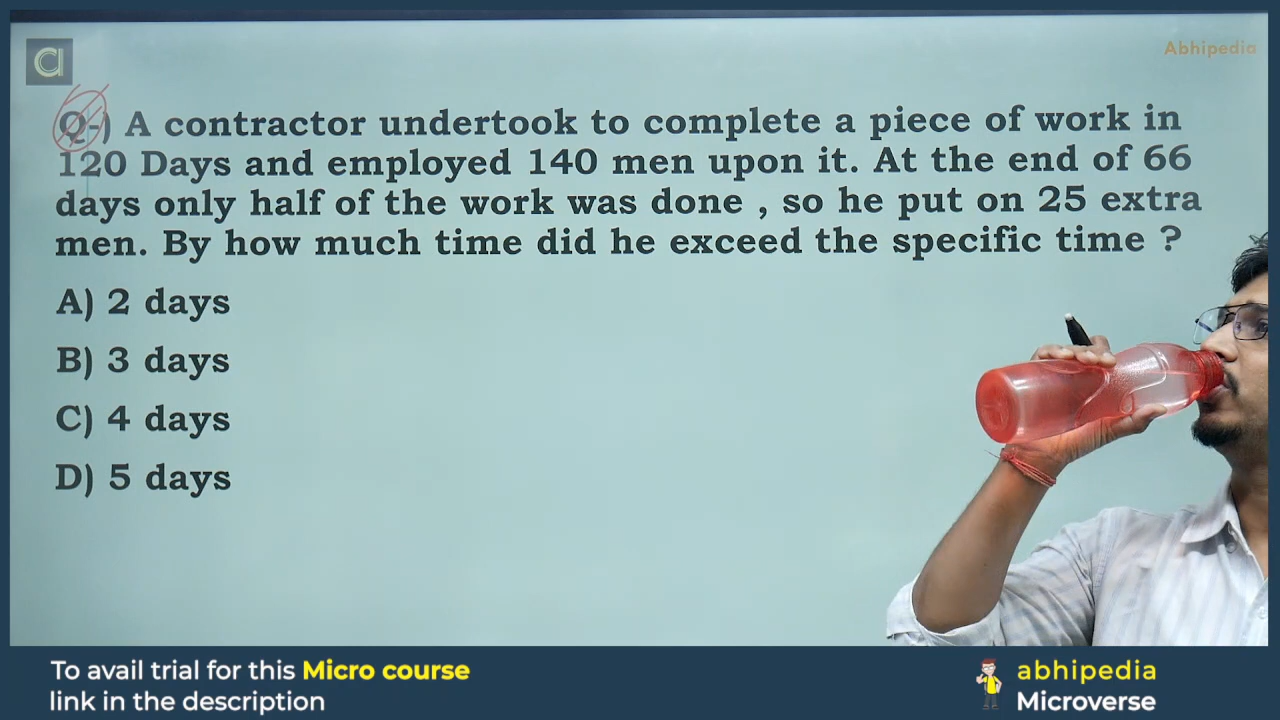 a
Abhipedia
Q-) A contractor undertook to complete a piece of work in
120 Days and employed 140 men upon it. At the end of 66
days only half of the work was done , so he put on 25 extra
men. By how much time did he exceed the specific time ?
A) 2 days
B) 3 days
C) 4 days
D) 5 days
To avail trial for this Micro course
link in the description
abhipedia
Microverse